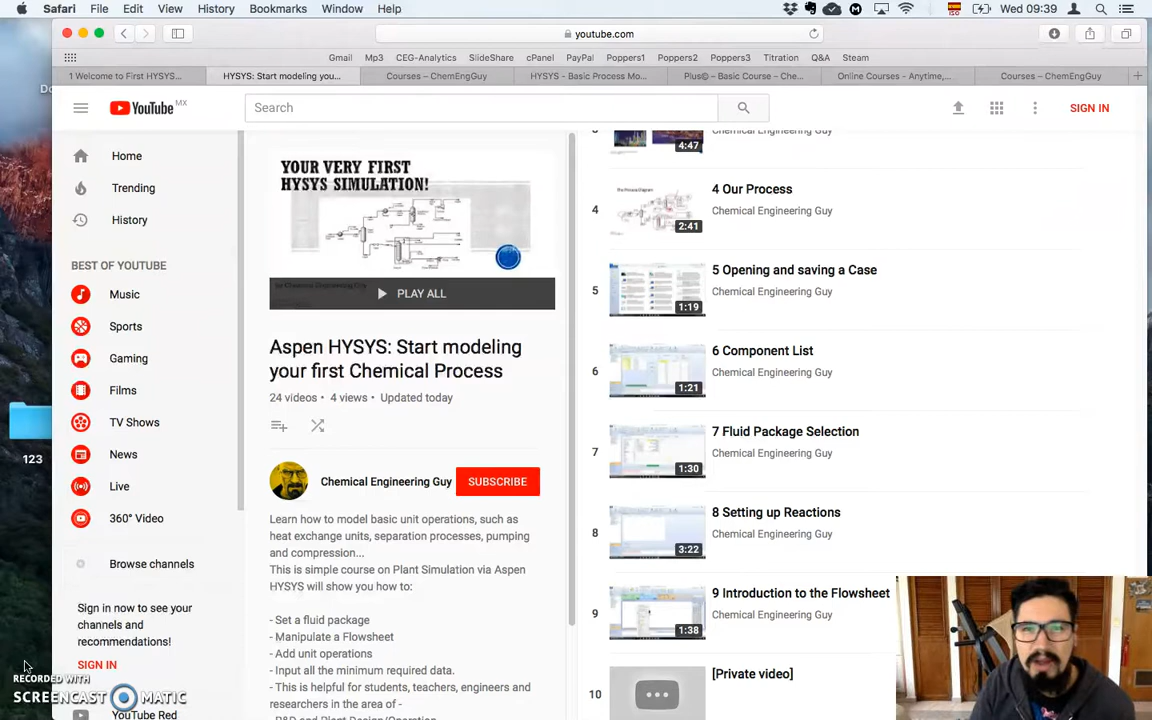 Safari File Edit View History Bookmarks Window Help
ISO
Wed 09:39
youtube.com
Gmail Mp3 CEG-Analytics SlideShare cPanel PayPal Poppers1 Poppers2 Poppers3 Titration Q&A Steam
1 Welcome to First HYSYS... HYSYS: Start modeling you... Courses – ChemEngGuy HYSYS - Basic Process Mo... Plus© – Basic Course – Che... Online Courses - Anytime,... Courses – ChemEngGuy
YouTube MX
Search
SIGN IN
Home
Trending
History
BEST OF YOUTUBE
Music
Sports
Gaming
Films
TV Shows
News
Live
360° Video
Browse channels
Sign in now to see your
channels and
recommendations!
SIGN IN
YouTube Red
123
RECORDED WITH
SCREENCAST MATIC
YOUR VERY FIRST
HYSYS SIMULATION!
PLAY ALL
Aspen HYSYS: Start modeling
your first Chemical Process
24 videos • 4 views • Updated today
Chemical Engineering Guy
SUBSCRIBE
Learn how to model basic unit operations, such as
heat exchange units, separation processes, pumping
and compression...
This is simple course on Plant Simulation via Aspen
HYSYS will show you how to:
- Set a fluid package
- Manipulate a Flowsheet
- Add unit operations
- Input all the minimum required data.
- This is helpful for students, teachers, engineers and
researchers in the area of -
- R&D and Plant Design/Operation
Chemical Engineering Guy
4:47
4
4 Our Process
Chemical Engineering Guy
2:41
5
5 Opening and saving a Case
Chemical Engineering Guy
1:19
6
6 Component List
Chemical Engineering Guy
1:21
7
7 Fluid Package Selection
Chemical Engineering Guy
1:30
8
8 Setting up Reactions
Chemical Engineering Guy
3:22
9
9 Introduction to the Flowsheet
Chemical Engineering Guy
1:38
10
[Private video]